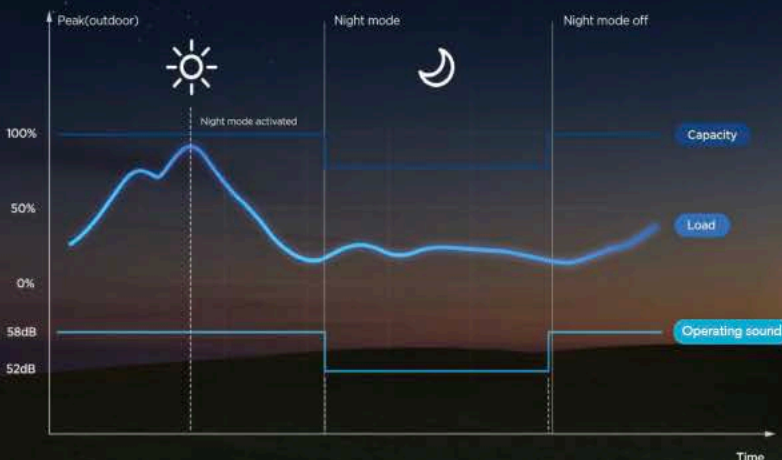 Peak(outdoor)
Night mode
Night mode off
Night mode activated
100%
Capacity
50%
Load
0%
58dB
Operating sound
52dB
Time